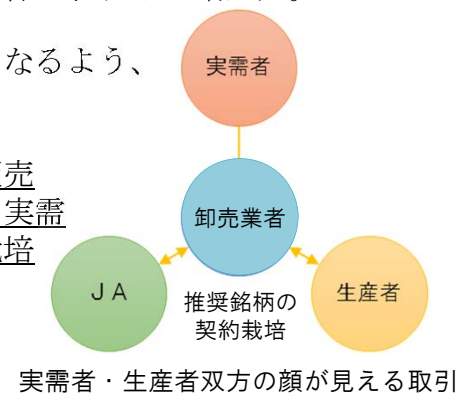 なるよう、
実需者
売
実需
培
卸売業者
JA
生産者
推奨銘柄の
契約栽培
実需者・生産者双方の顔が見える取引